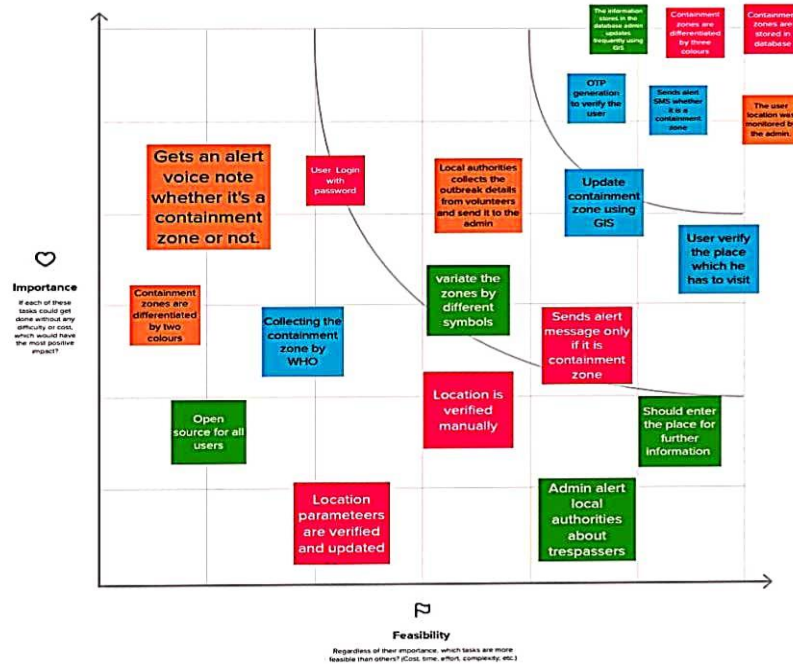 The information
stores in the
database admin
updates
frequently using
GIS
Containment
zones are
differentiated
by three
colours
Containment
zones are
stored in
database
OTP
generation
to verify the
user
Sends alert
SMS whether
it is a
containment
zone
The user
location was
monitored by
the admin.
Gets an alert
voice note
whether it's a
containment
zone or not.
User Login
with
password
Local authorities
collects the
outbreak details
from volunteers
and send it to the
admin
Update
containment
zone using
GIS
User verify
the place
which he
has to visit
Importance
If each of these
tasks could get
done without any
difficulty or cost,
which would have
the most positive
impact?
Containment
zones are
differentiated
by two
colours
Collecting the
containment
zone by
WHO
variate the
zones by
different
symbols
Sends alert
message only
if it is
containment
zone
Open
source for all
users
Location is
verified
manually
Should enter
the place for
further
information
Location
parameteers
are verified
and updated
Admin alert
local
authorities
about
trespassers
Feasibility
Regardless of their importance, which tasks are more
feasible than others? (Cost, time, effort, complexity, etc.)